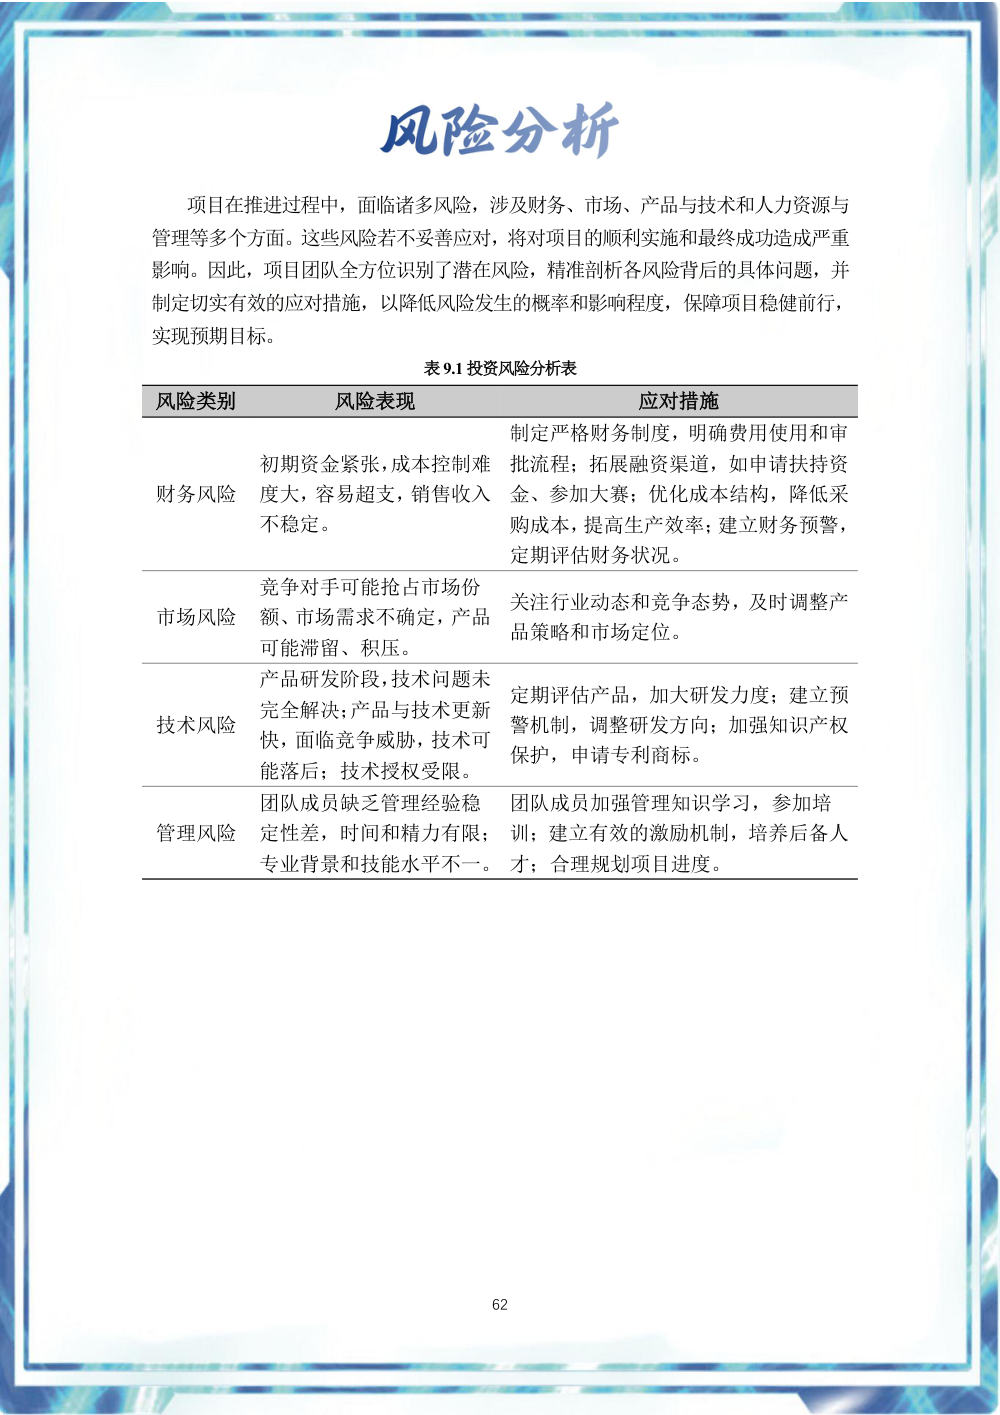 风险分析
项目在推进过程中，面临诸多风险，涉及财务、市场、产品与技术和人力资源与
管理等多个方面。这些风险若不妥善应对，将对项目的顺利实施和最终成功造成严重
影响。因此，项目团队全方位识别了潜在风险，精准剖析各风险背后的具体问题，并
制定切实有效的应对措施，以降低风险发生的概率和影响程度，保障项目稳健前行，
实现预期目标。
表 9.1 投资风险分析表
风险类别 风险表现 应对措施
财务风险
初期资金紧张，成本控制难
度大，容易超支，销售收入
不稳定。
制定严格财务制度，明确费用使用和审
批流程；拓展融资渠道，如申请扶持资
金、参加大赛；优化成本结构，降低采
购成本，提高生产效率；建立财务预警，
定期评估财务状况。
市场风险
竞争对手可能抢占市场份
额、市场需求不确定，产品
可能滞留、积压。
关注行业动态和竞争态势，及时调整产
品策略和市场定位。
技术风险
产品研发阶段，技术问题未
完全解决；产品与技术更新
快，面临竞争威胁，技术可
能落后；技术授权受限。
定期评估产品，加大研发力度；建立预
警机制，调整研发方向；加强知识产权
保护，申请专利商标。
管理风险
团队成员缺乏管理经验稳
定性差，时间和精力有限；
专业背景和技能水平不一。
团队成员加强管理知识学习，参加培
训；建立有效的激励机制，培养后备人
才；合理规划项目进度。
62